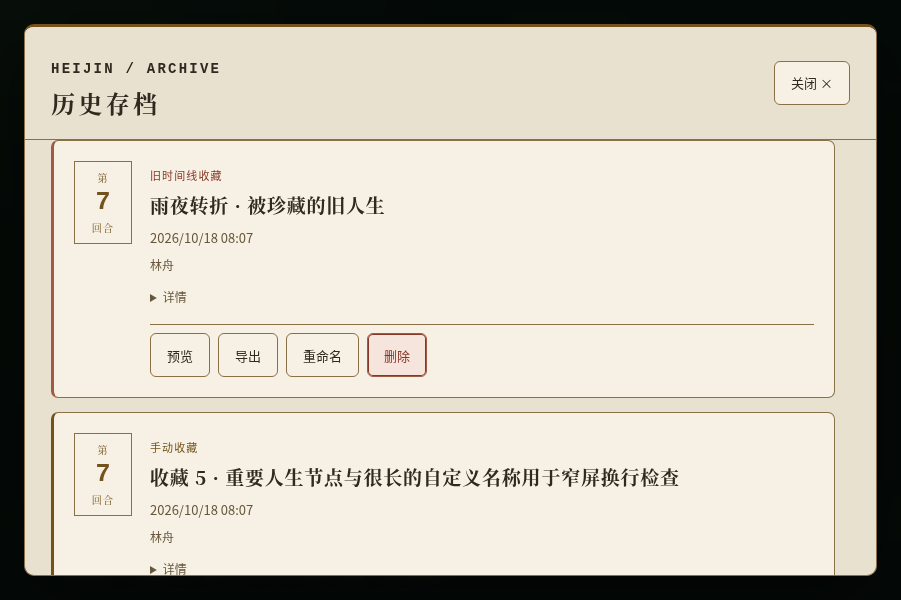 HEIJIN / ARCHIVE
历史存档
关闭 ×
第
7
回合
旧时间线收藏
雨夜转折 · 被珍藏的旧人生
2026/10/18 08:07
林舟
▶ 详情
预览
导出
重命名
删除
第
7
回合
手动收藏
收藏 5 · 重要人生节点与很长的自定义名称用于窄屏换行检查
2026/10/18 08:07
林舟
▶ 详情